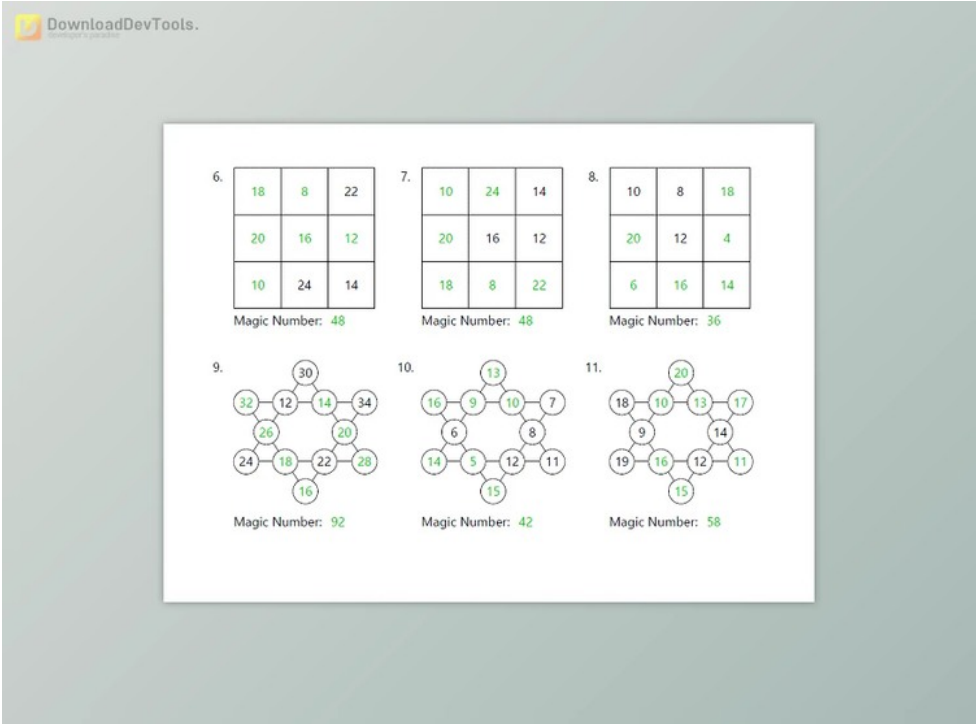 DownloadDevTools.
developer's paradise
6.
18 8 22
20 16 12
10 24 14
Magic Number: 48
7.
10 24 14
20 16 12
18 8 22
Magic Number: 48
8.
10 8 18
20 12 4
6 16 14
Magic Number: 36
9.
30
32 12 14 34
26 20
24 18 22 28
16
Magic Number: 92
10.
13
16 9 10 7
6 8
14 5 12 11
15
Magic Number: 42
11.
20
18 10 13 17
9 14
19 16 12 11
15
Magic Number: 58